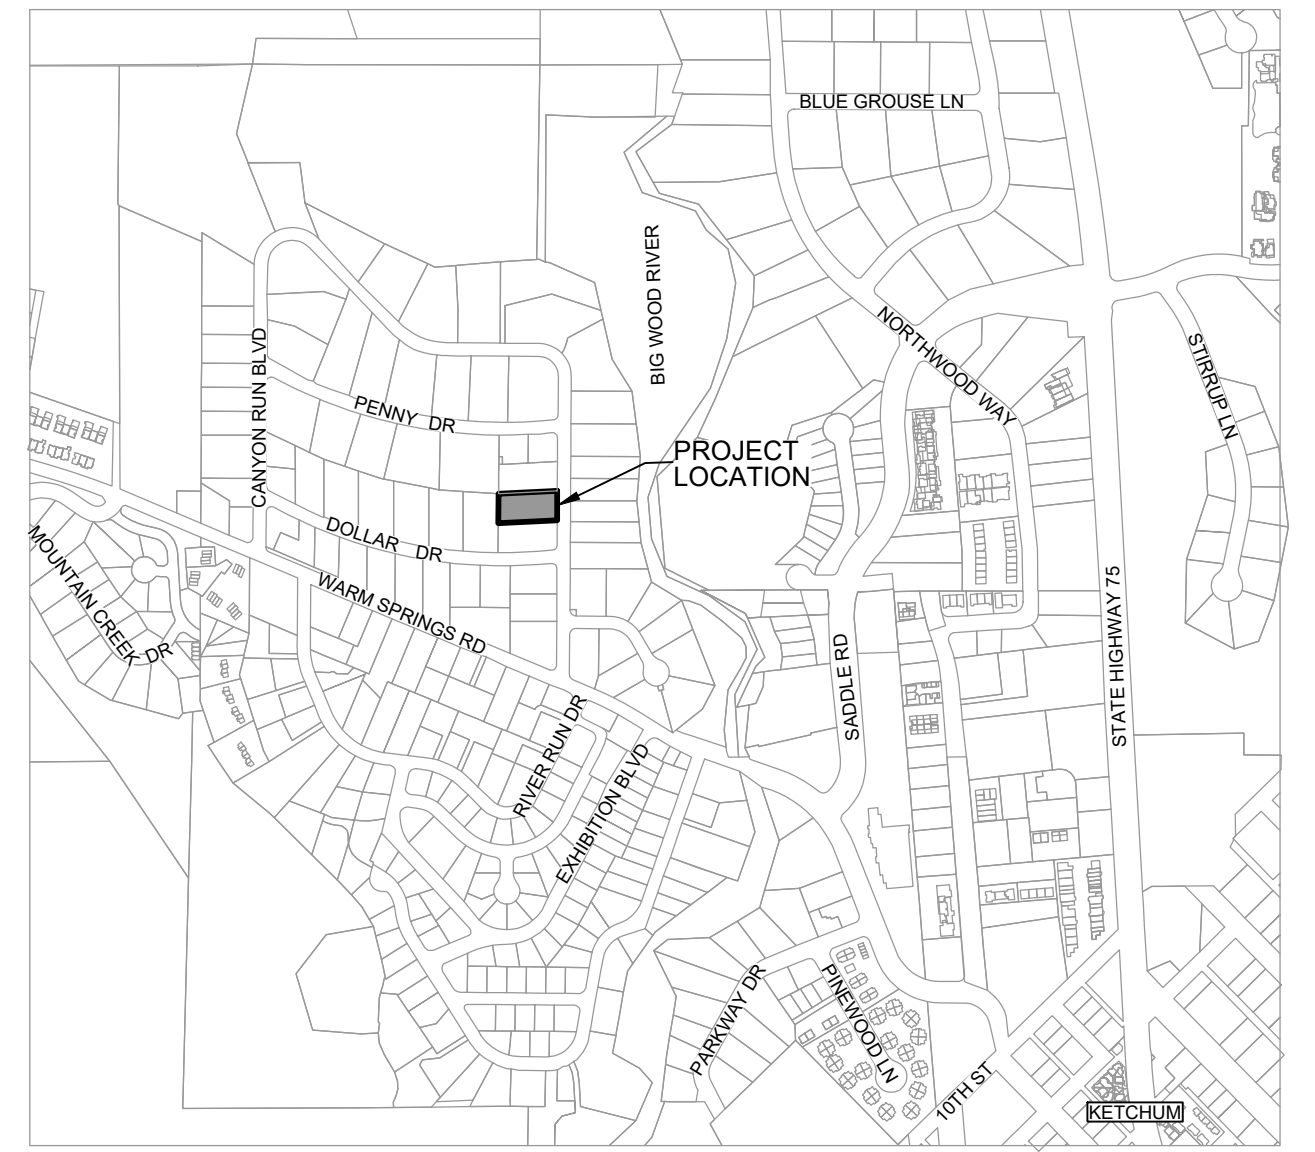 BLUE GROUSE LN
BIG WOOD RIVER
NORTHWOOD WAY
STIRRUP LN
CANYON RUN BLVD
PENNY DR
PROJECT
LOCATION
DOLLAR DR
MOUNTAIN CREEK DR
WARM SPRINGS RD
STATE HIGHWAY 75
SADDLE RD
RIVER RUN DR
EXHIBITION BLVD
PARKWAY DR
PINEWOOD LN
10TH ST
KETCHUM